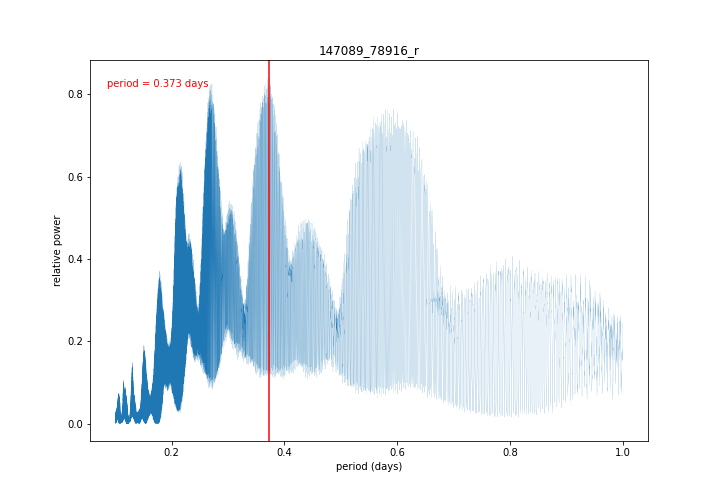 147089_78916_r
period = 0.373 days
relative power
0.8
0.6
0.4
0.2
0.0
0.2 0.4 0.6 0.8 1.0
period (days)